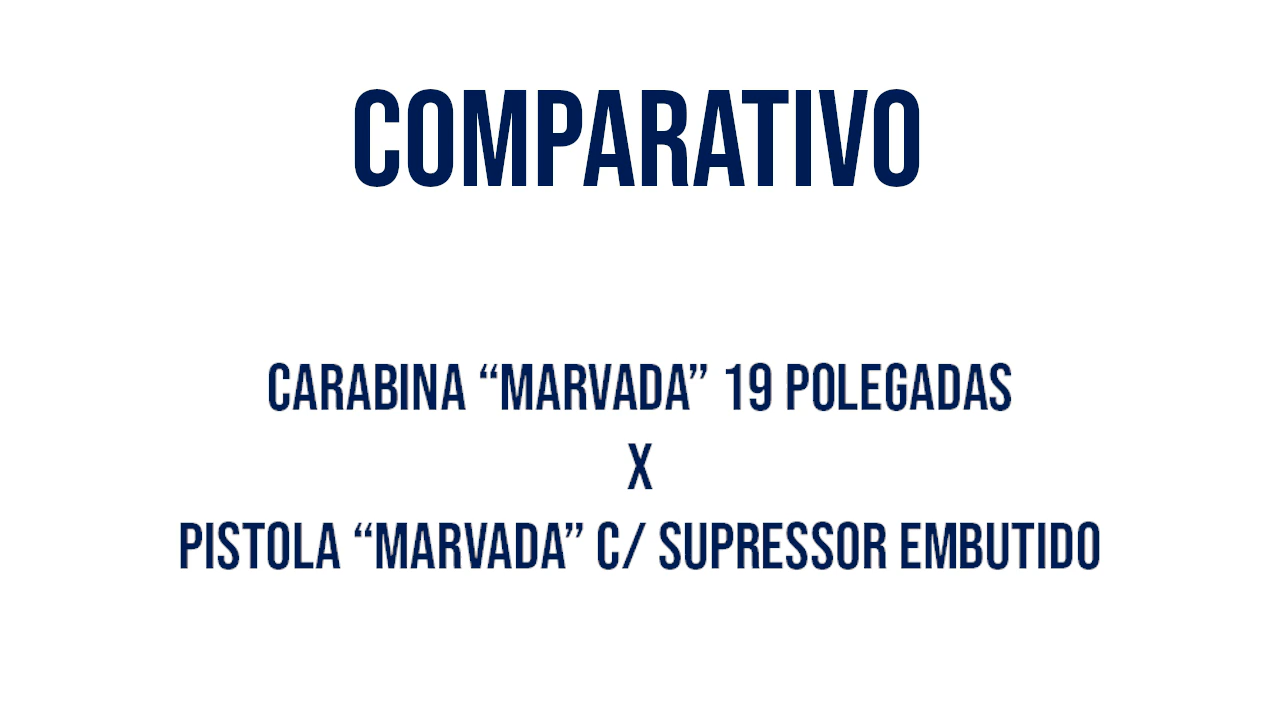 COMPARATIVO
CARABINA “MARVADA” 19 POLEGADAS
X
PISTOLA “MARVADA” C/ SUPRESSOR EMBUTIDO